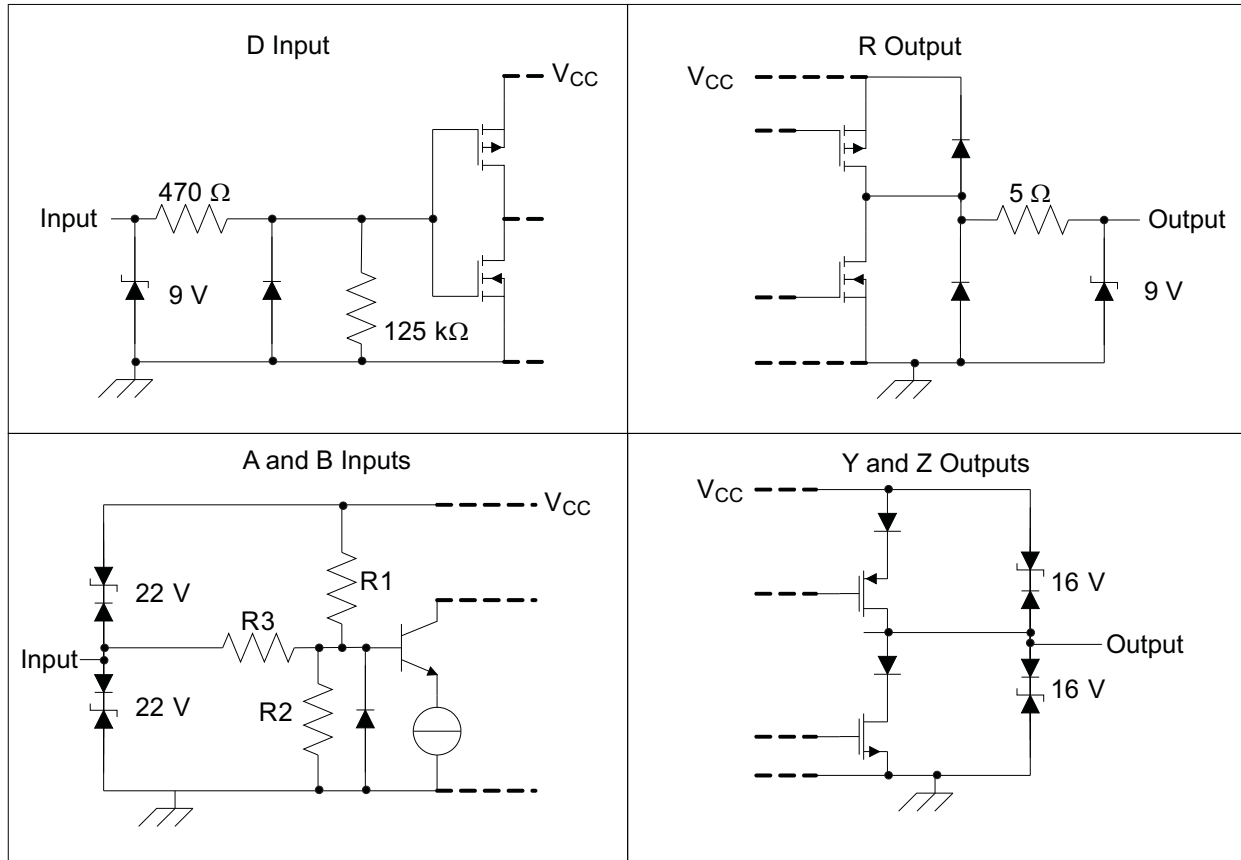 D Input
V_CC
470 Ω
Input
9 V
125 kΩ
R Output
V_CC
5 Ω
Output
9 V
A and B Inputs
V_CC
22 V
R1
R3
Input
22 V
R2
Y and Z Outputs
V_CC
16 V
Output
16 V